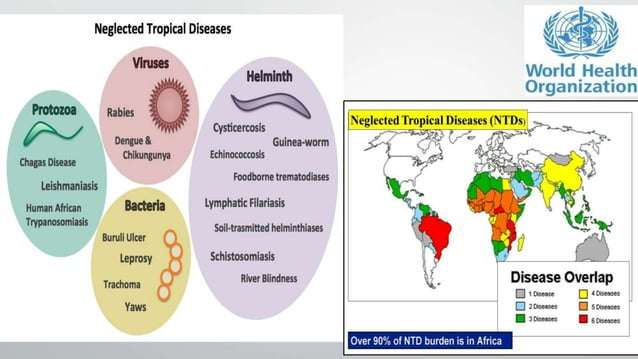 Neglected Tropical Diseases
Viruses
Rabies
Dengue &
Chikungunya
Protozoa
Chagas Disease
Leishmaniasis
Human African
Trypanosomiasis
Bacteria
Buruli Ulcer
Leprosy
Trachoma
Yaws
Helminth
Cysticercosis
Guinea-worm
Echinococcosis
Foodborne trematodiases
Lymphatic Filariasis
Soil-trasmitted helminthiases
Schistosomiasis
River Blindness
World Health
Organization
Neglected Tropical Diseases (NTDs)
Disease Overlap
1 Disease
2 Diseases
3 Diseases
4 Diseases
5 Diseases
6 Diseases
Over 90% of NTD burden is in Africa